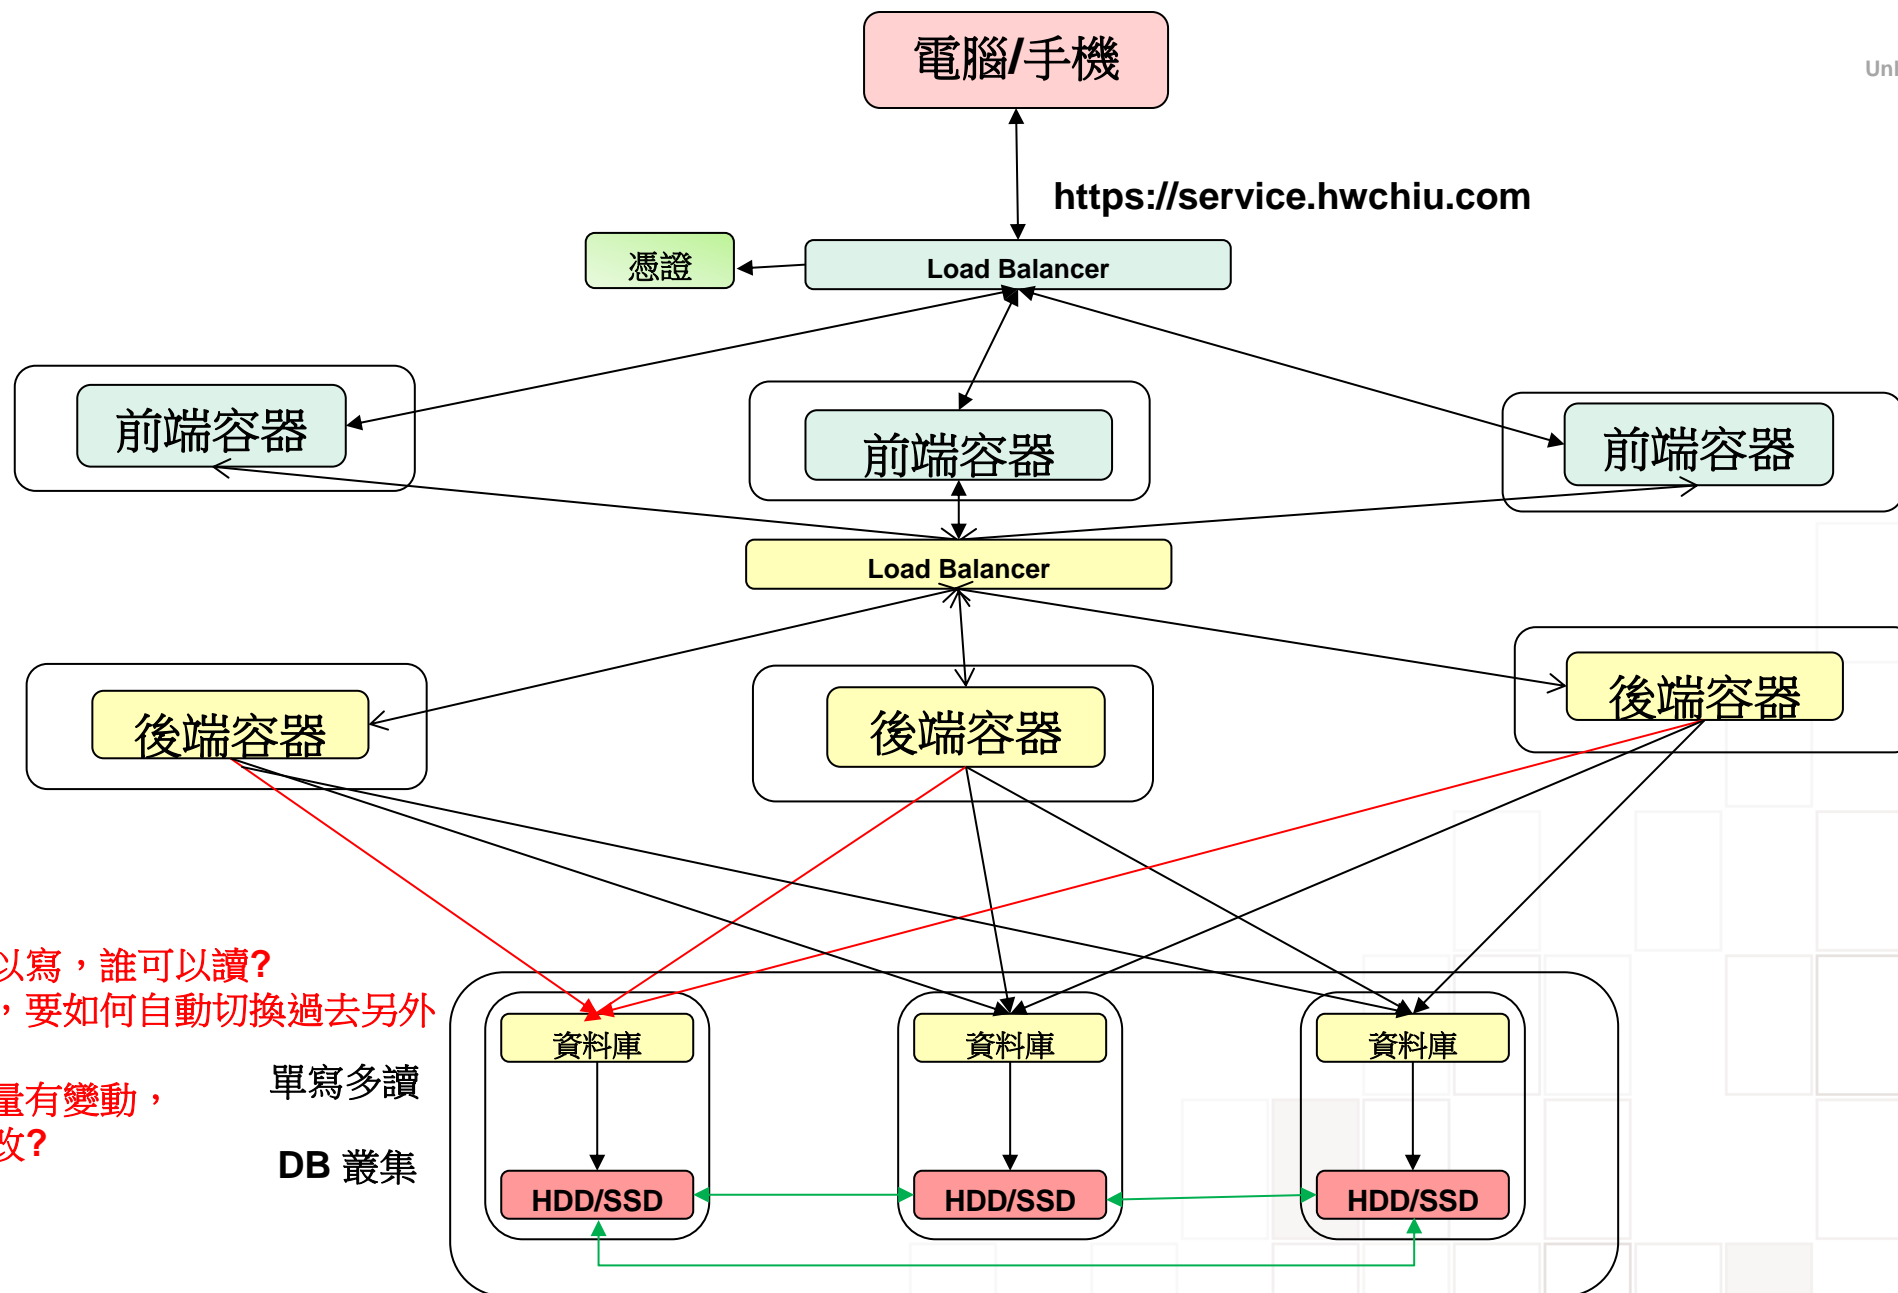 電腦/手機
Unl
https://service.hwchiu.com
憑證
Load Balancer
前端容器
前端容器
前端容器
Load Balancer
後端容器
後端容器
後端容器
以寫，誰可以讀?
，要如何自動切換過去另外
量有變動，
改?
單寫多讀
DB 叢集
資料庫
資料庫
資料庫
HDD/SSD
HDD/SSD
HDD/SSD